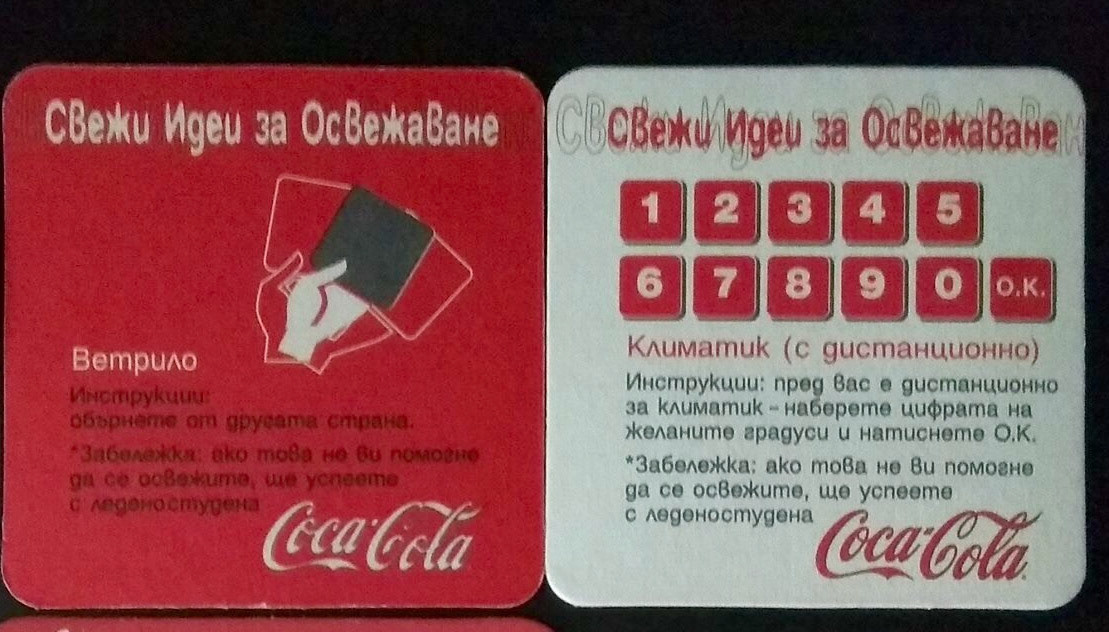 Свежи Идеи за Освежаване
Ветрило
Инструкции:
обърнете от другата страна.
*Забележка: ако това не ви помогне
да се освежите, ще успеете
с леденостудена
Coca-Cola
Свежи Идеи за Освежаване
1 2 3 4 5
6 7 8 9 0 О.К.
Климатик (с дистанционно)
Инструкции: пред вас е дистанционно
за климатик – наберете цифрата на
желаните градуси и натиснете О.К.
*Забележка: ако това не ви помогне
да се освежите, ще успеете
с леденостудена
Coca-Cola